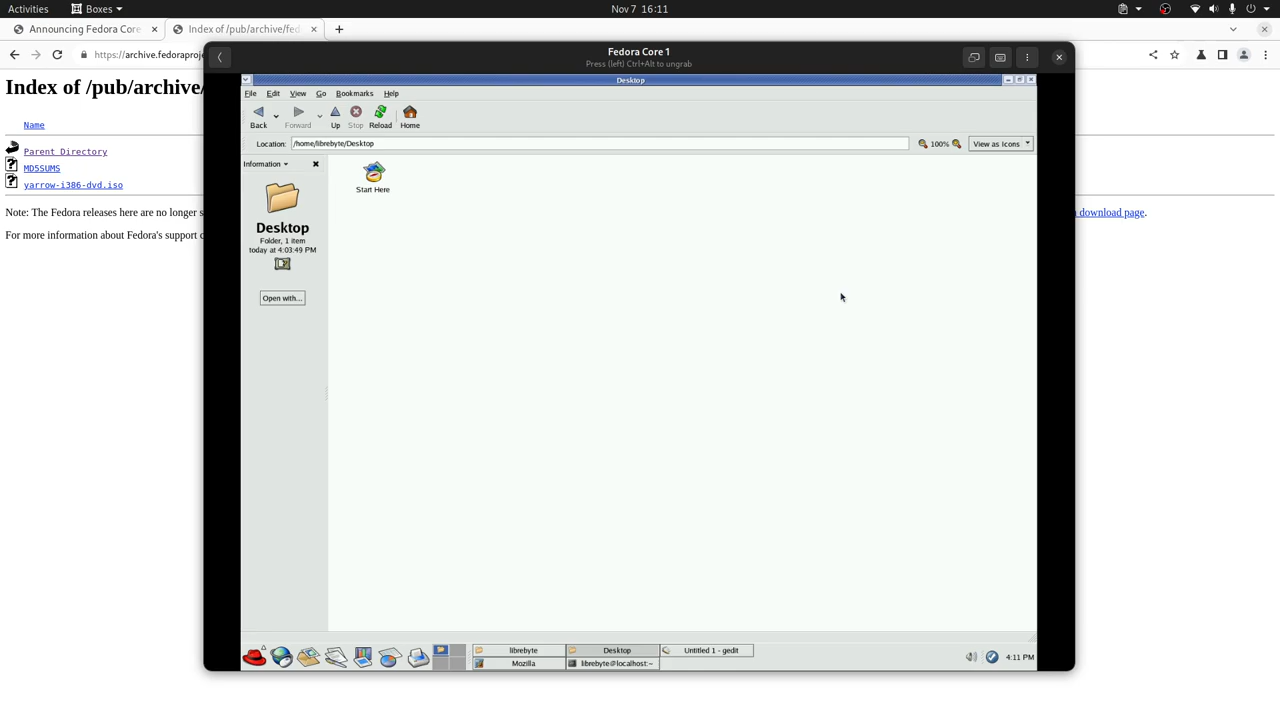 Activities
Boxes
Nov 7 16:11
Announcing Fedora Core
Index of /pub/archive/fed
https://archive.fedoraproj
Index of /pub/archive/
Name
Parent Directory
MD5SUMS
yarrow-i386-dvd.iso
Note: The Fedora releases here are no longer s
download page.
For more information about Fedora's support
Fedora Core 1
Press (left) Ctrl+Alt to ungrab
Desktop
File Edit View Go Bookmarks Help
Back Forward Up Stop Reload Home
Location: /home/librebyte/Desktop
100%
View as Icons
Information
Desktop
Folder, 1 item
today at 4:03:49 PM
Open with...
Start Here
librebyte
Desktop
Untitled 1 - gedit
Mozilla
librebyte@localhost:~
4:11 PM